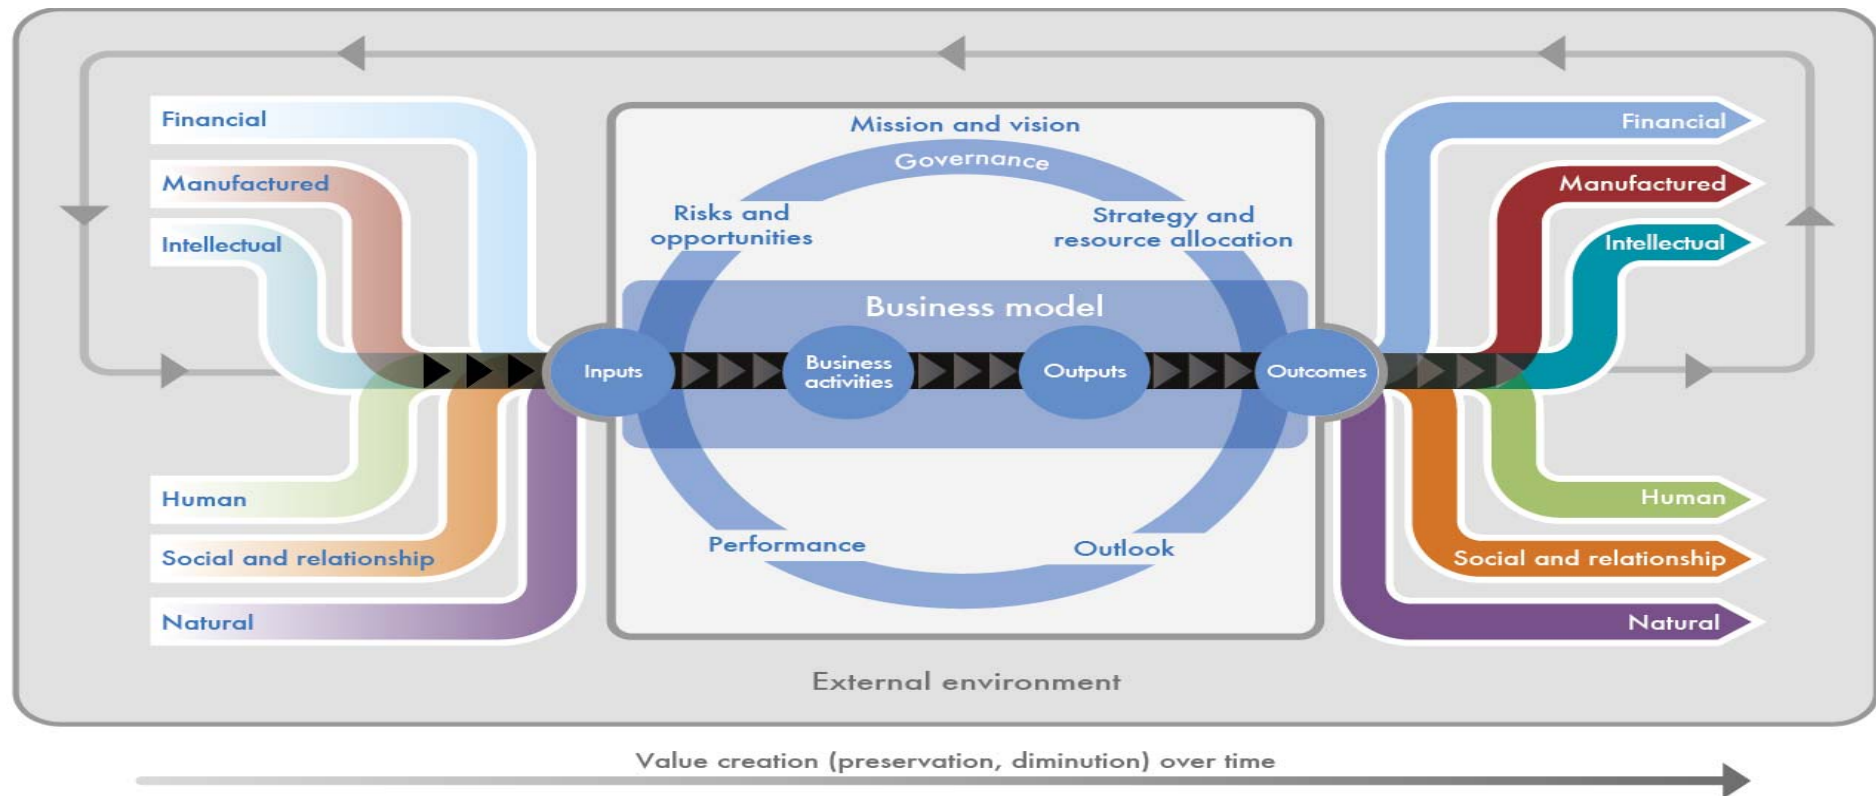 Financial
Manufactured
Intellectual
Human
Social and relationship
Natural
Mission and vision
Governance
Risks and
opportunities
Strategy and
resource allocation
Business model
Inputs
Business
activities
Outputs
Outcomes
Performance
Outlook
Financial
Manufactured
Intellectual
Human
Social and relationship
Natural
External environment
Value creation (preservation, diminution) over time